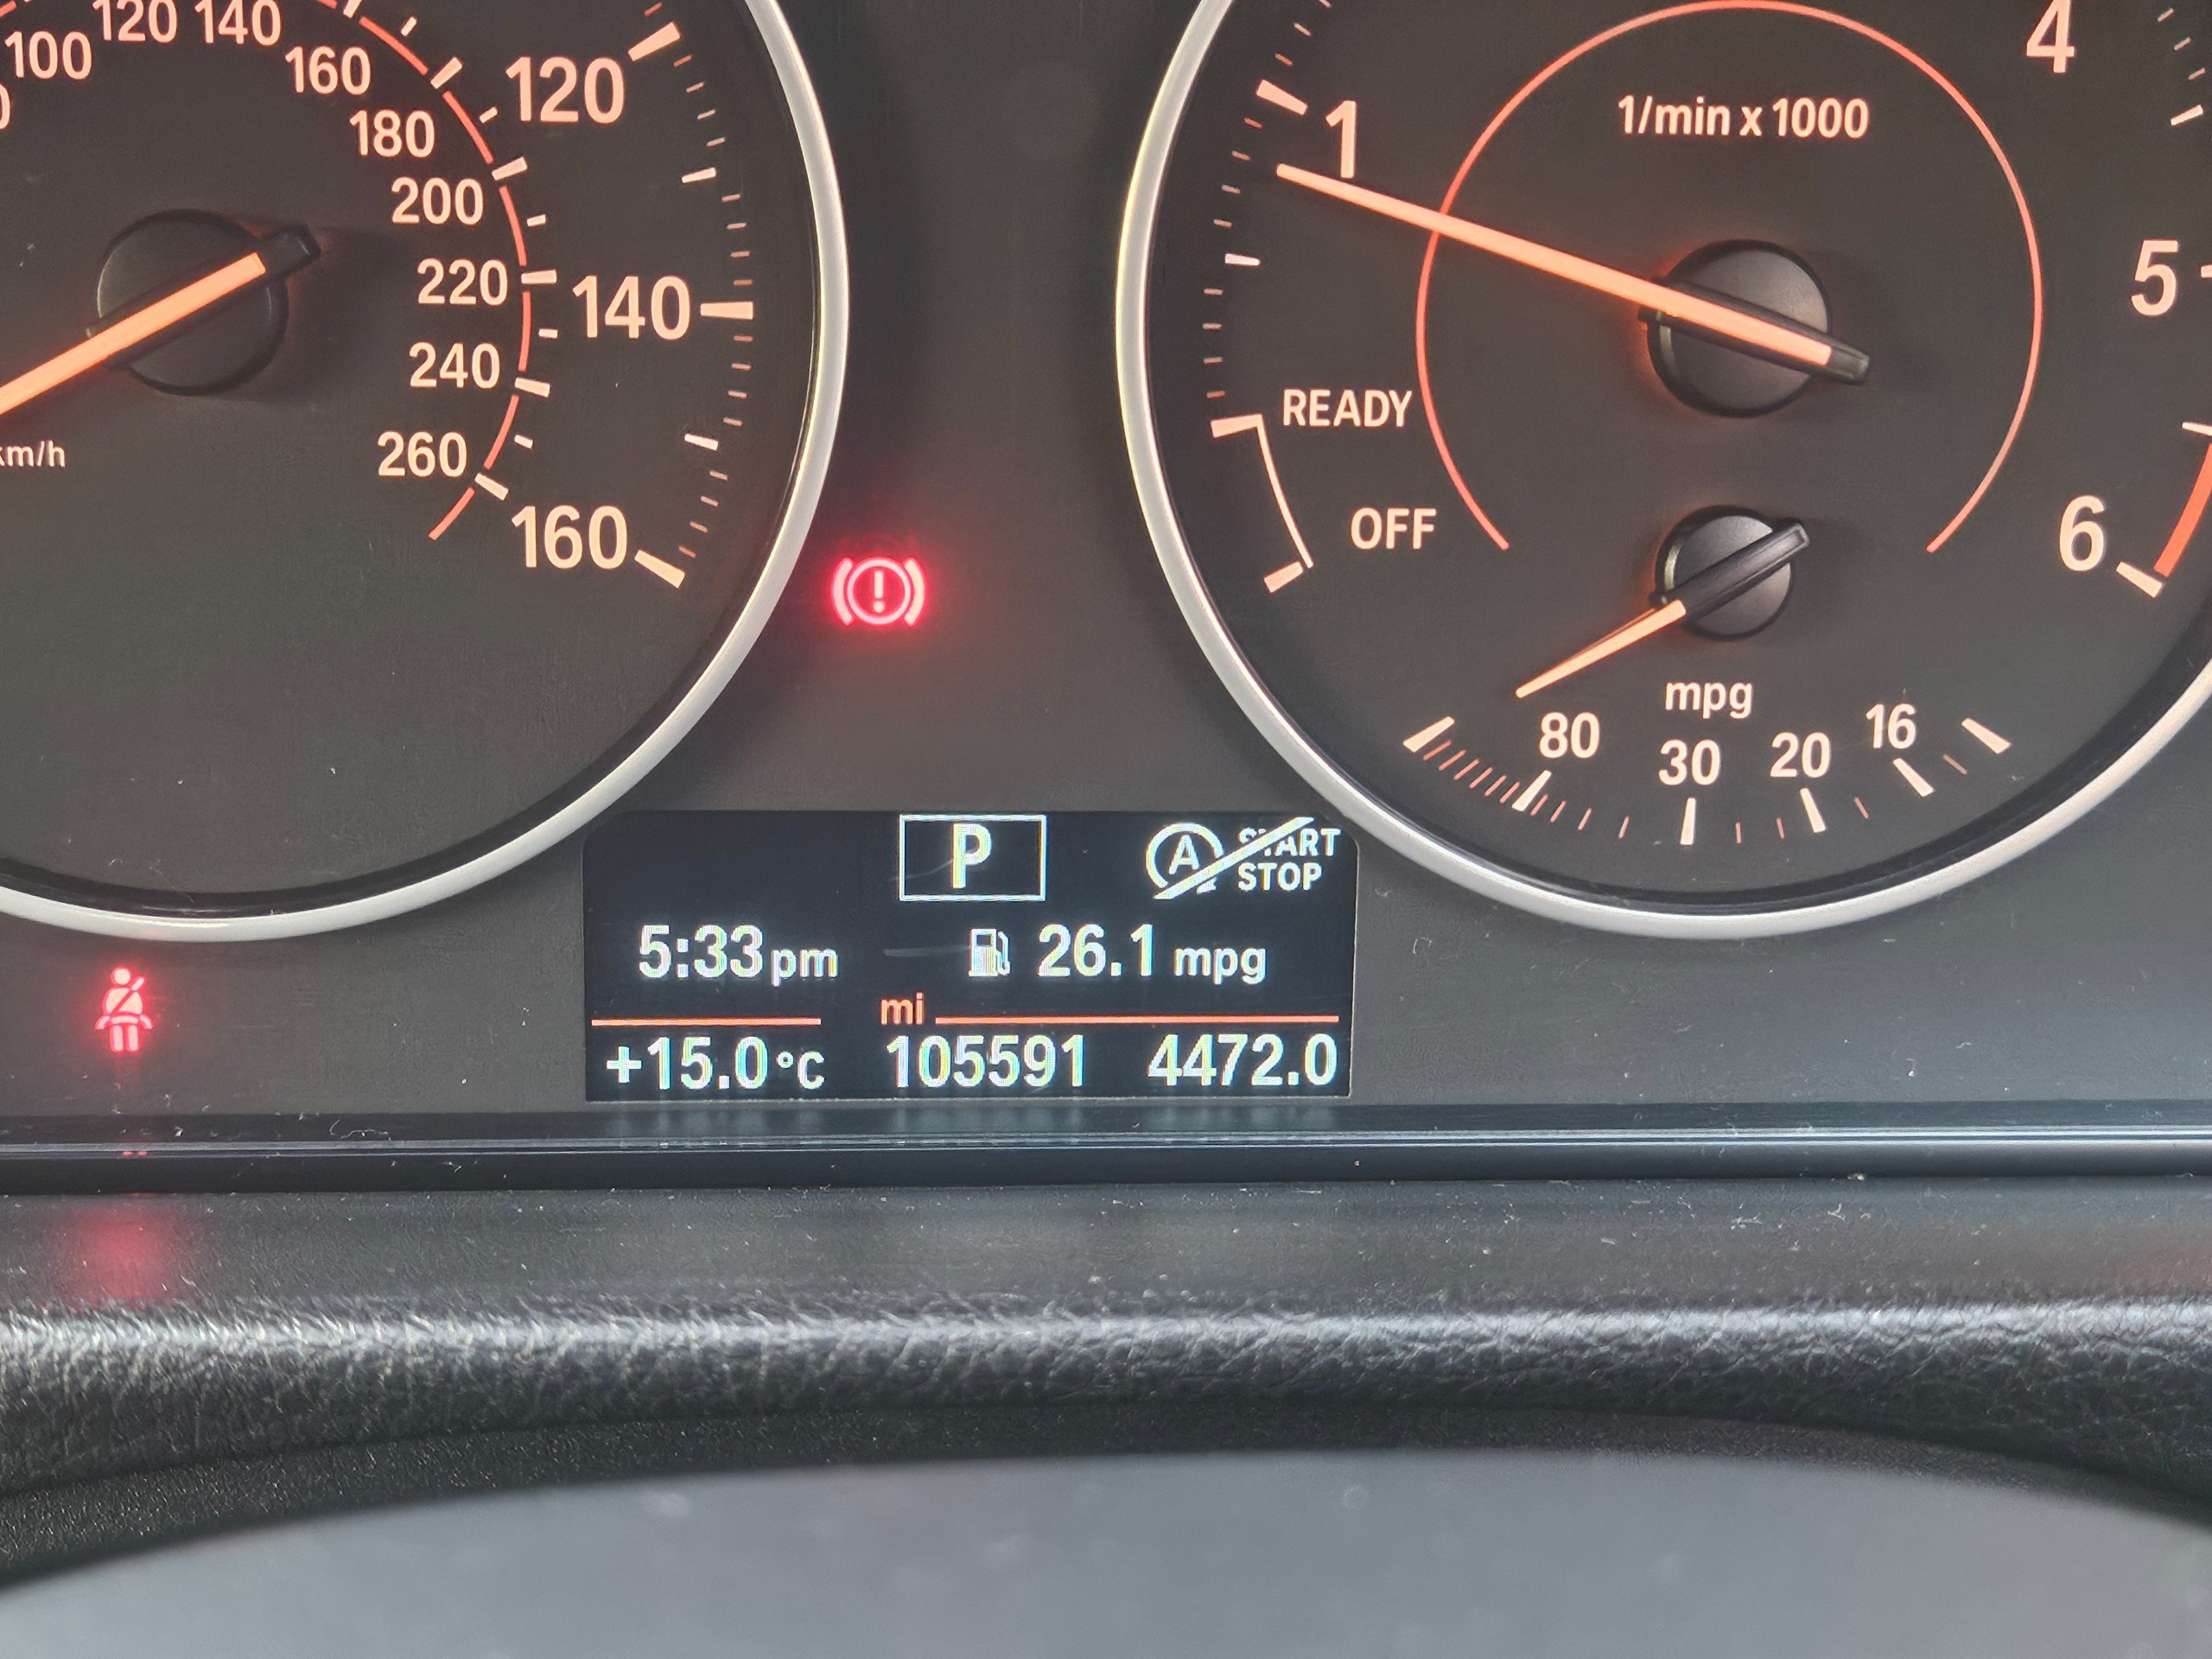 120 140
100
160
120
180
200
220
140
240
260
km/h
160
4
1/min x 1000
1
5
READY
OFF
6
mpg
80
30
20
16
P
A START
STOP
5:33 pm
26.1 mpg
mi
+15.0 °C
105591
4472.0